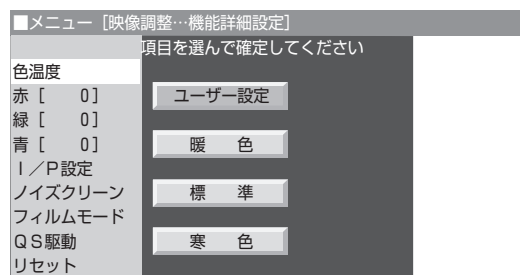 ■メニュー［映像調整…機能詳細設定］
項目を選んで確定してください
色温度
赤［　　0］
緑［　　0］
青［　　0］
I／P設定
ノイズクリーン
フィルムモード
QS駆動
リセット
ユーザー設定
暖　色
標　準
寒　色